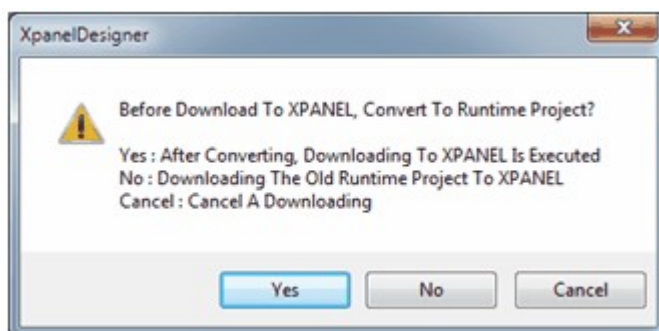 XpanelDesigner
Before Download To XPANEL, Convert To Runtime Project?
Yes : After Converting, Downloading To XPANEL Is Executed
No : Downloading The Old Runtime Project To XPANEL
Cancel : Cancel A Downloading
Yes No Cancel